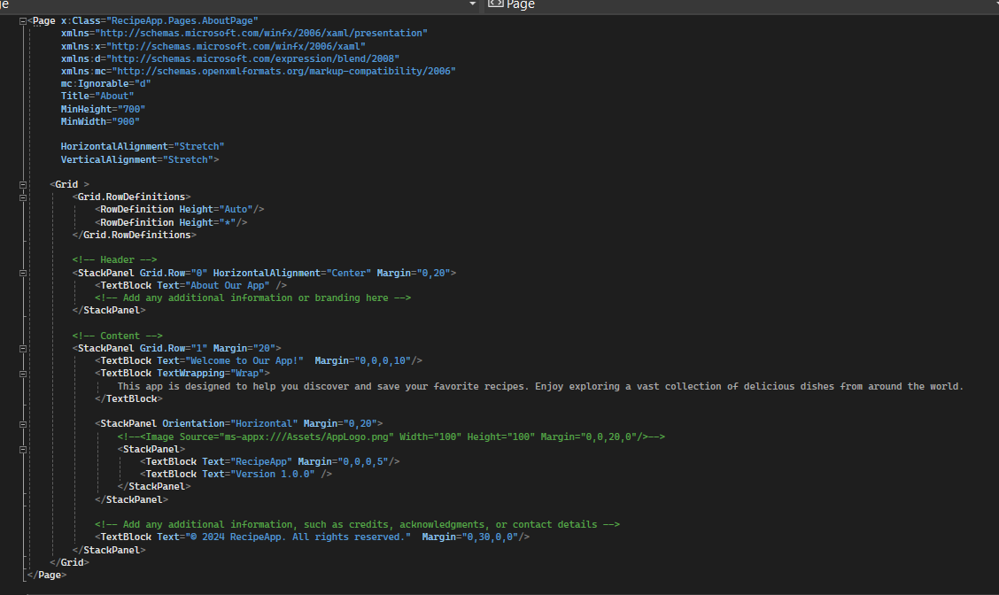 ge
Page
<Page x:Class="RecipeApp.Pages.AboutPage"
xmlns="http://schemas.microsoft.com/winfx/2006/xaml/presentation"
xmlns:x="http://schemas.microsoft.com/winfx/2006/xaml"
xmlns:d="http://schemas.microsoft.com/expression/blend/2008"
xmlns:mc="http://schemas.openxmlformats.org/markup-compatibility/2006"
mc:Ignorable="d"
Title="About"
MinHeight="700"
MinWidth="900"
HorizontalAlignment="Stretch"
VerticalAlignment="Stretch">
<Grid >
<Grid.RowDefinitions>
<RowDefinition Height="Auto"/>
<RowDefinition Height="*"/>
</Grid.RowDefinitions>
<!-- Header -->
<StackPanel Grid.Row="0" HorizontalAlignment="Center" Margin="0,20">
<TextBlock Text="About Our App" />
<!-- Add any additional information or branding here -->
</StackPanel>
<!-- Content -->
<StackPanel Grid.Row="1" Margin="20">
<TextBlock Text="Welcome to Our App!"  Margin="0,0,0,10"/>
<TextBlock TextWrapping="Wrap">
This app is designed to help you discover and save your favorite recipes. Enjoy exploring a vast collection of delicious dishes from around the world.
</TextBlock>
<StackPanel Orientation="Horizontal" Margin="0,20">
<!--<Image Source="ms-appx:///Assets/AppLogo.png" Width="100" Height="100" Margin="0,0,20,0"/>-->
<StackPanel>
<TextBlock Text="RecipeApp" Margin="0,0,0,5"/>
<TextBlock Text="Version 1.0.0" />
</StackPanel>
</StackPanel>
<!-- Add any additional information, such as credits, acknowledgments, or contact details -->
<TextBlock Text="© 2024 RecipeApp. All rights reserved."  Margin="0,30,0,0"/>
</StackPanel>
</Grid>
</Page>